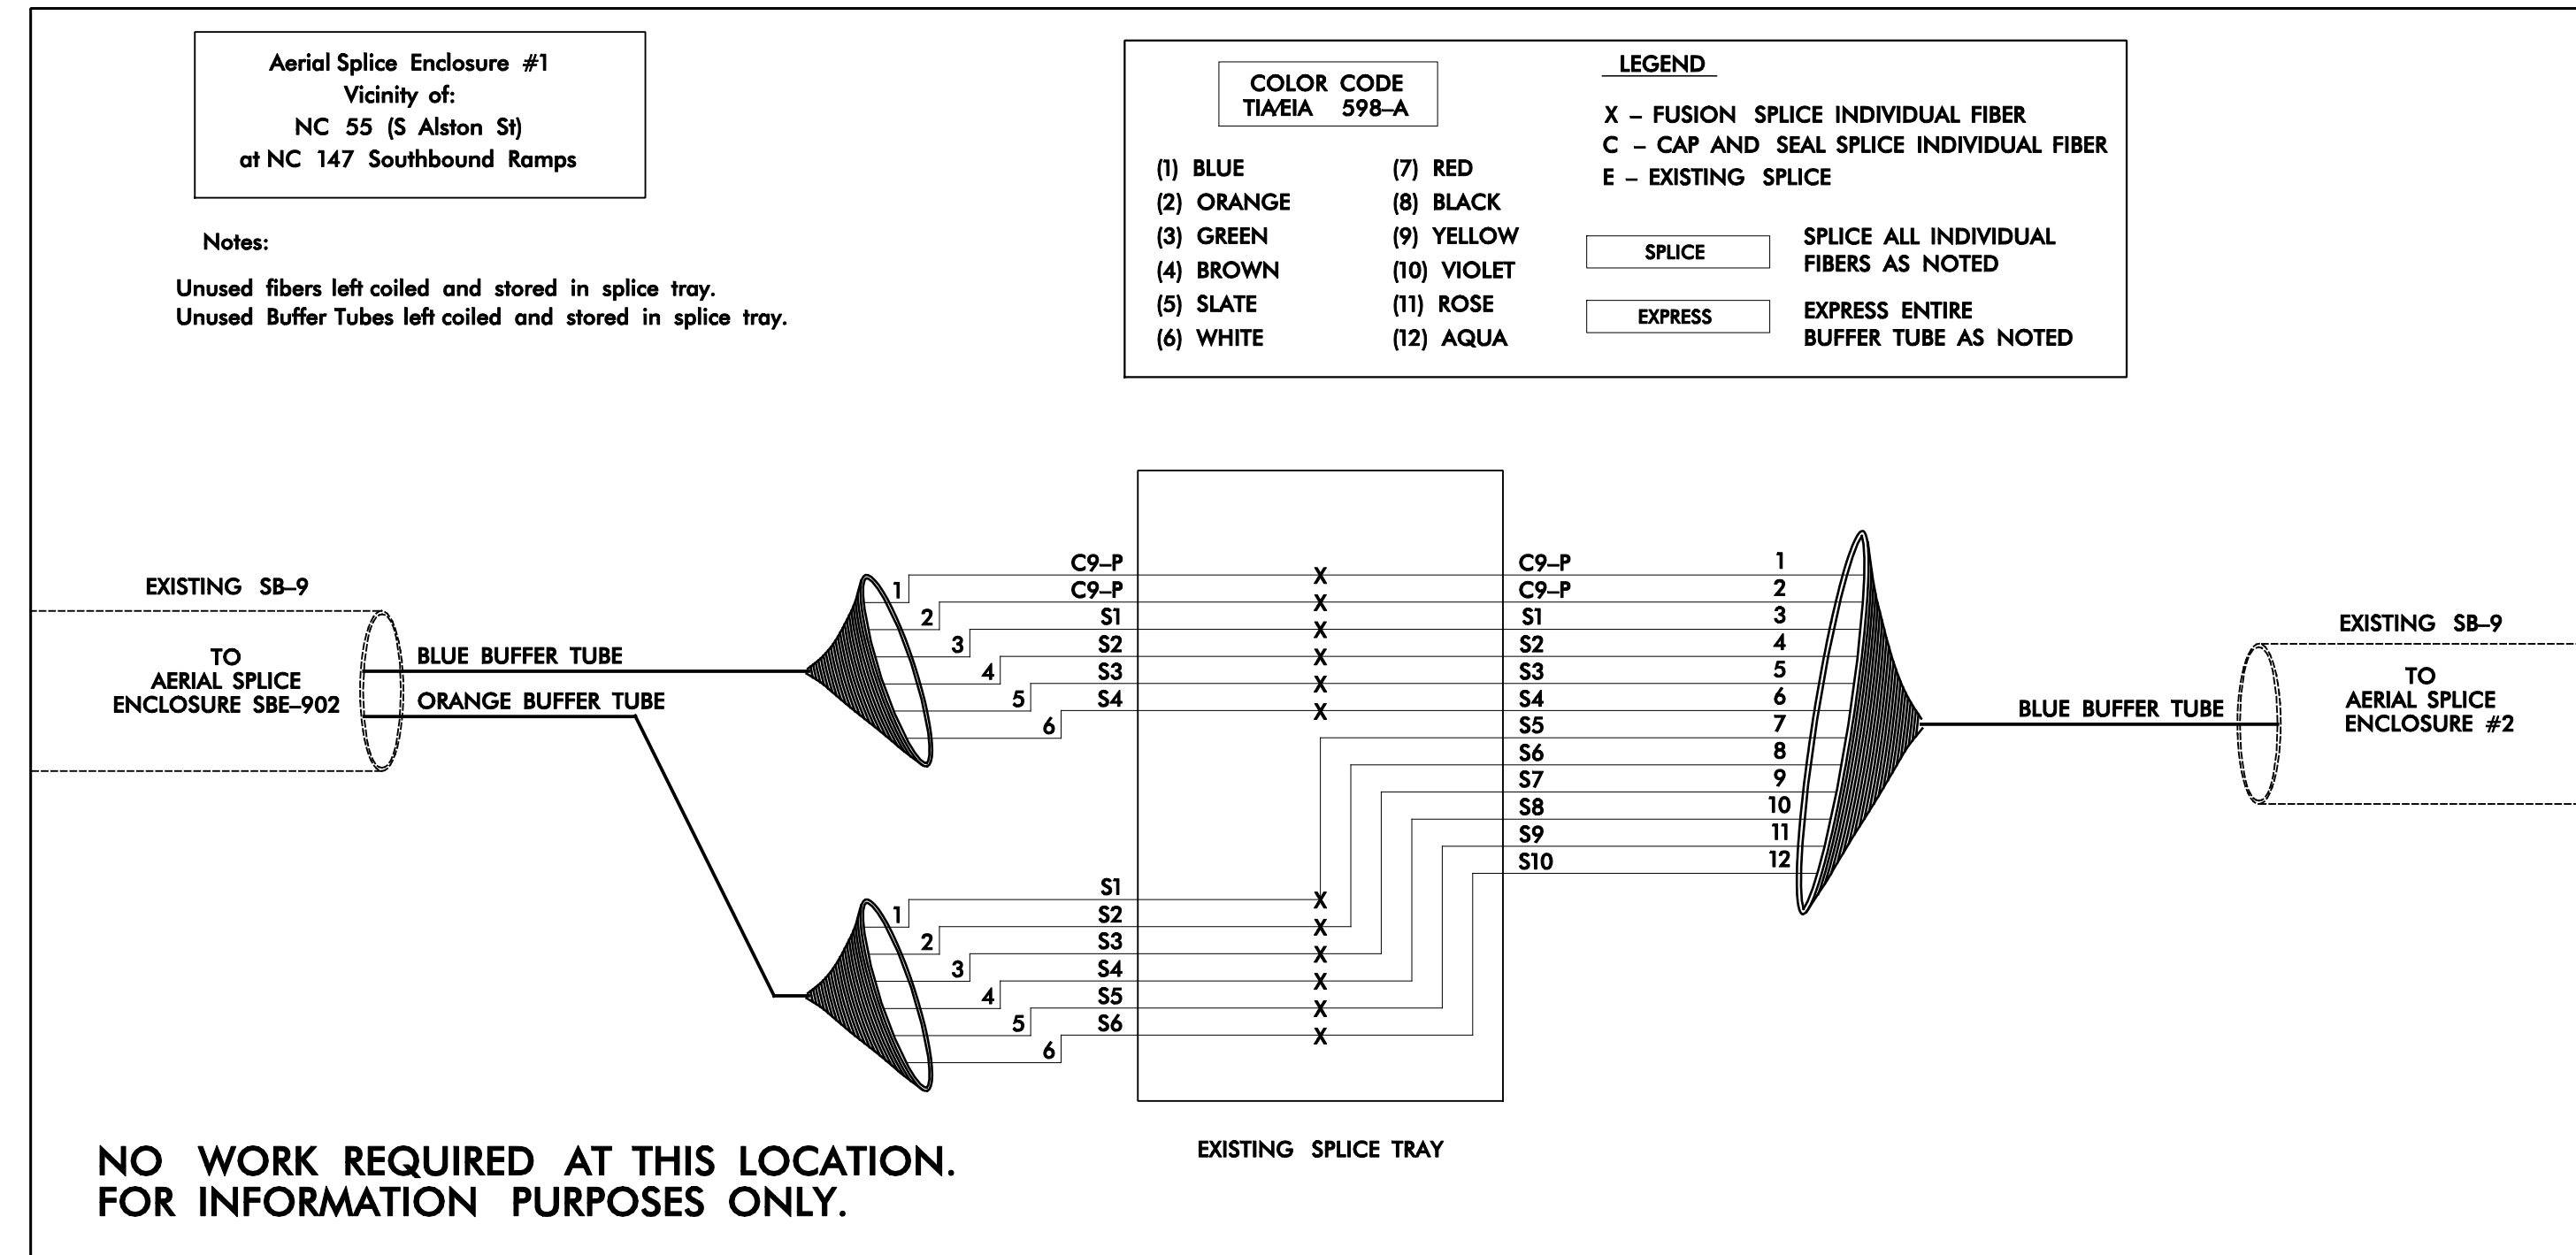 Aerial Splice Enclosure #1
Vicinity of:
NC 55 (S Alston St)
at NC 147 Southbound Ramps
Notes:
Unused fibers left coiled and stored in splice tray.
Unused Buffer Tubes left coiled and stored in splice tray.
COLOR CODE
TIA/EIA 598-A
(1) BLUE
(2) ORANGE
(3) GREEN
(4) BROWN
(5) SLATE
(6) WHITE
(7) RED
(8) BLACK
(9) YELLOW
(10) VIOLET
(11) ROSE
(12) AQUA
LEGEND
X - FUSION SPLICE INDIVIDUAL FIBER
C - CAP AND SEAL SPLICE INDIVIDUAL FIBER
E - EXISTING SPLICE
SPLICE
SPLICE ALL INDIVIDUAL
FIBERS AS NOTED
EXPRESS
EXPRESS ENTIRE
BUFFER TUBE AS NOTED
EXISTING SB-9
TO
AERIAL SPLICE
ENCLOSURE SBE-902
BLUE BUFFER TUBE
ORANGE BUFFER TUBE
1
2
3
4
5
6
C9-P
C9-P
S1
S2
S3
S4
X
X
X
X
X
X
1
2
3
4
5
6
S1
S2
S3
S4
S5
S6
X
X
X
X
X
X
C9-P
C9-P
S1
S2
S3
S4
S5
S6
S7
S8
S9
S10
1
2
3
4
5
6
7
8
9
10
11
12
BLUE BUFFER TUBE
EXISTING SB-9
TO
AERIAL SPLICE
ENCLOSURE #2
EXISTING SPLICE TRAY
NO WORK REQUIRED AT THIS LOCATION.
FOR INFORMATION PURPOSES ONLY.